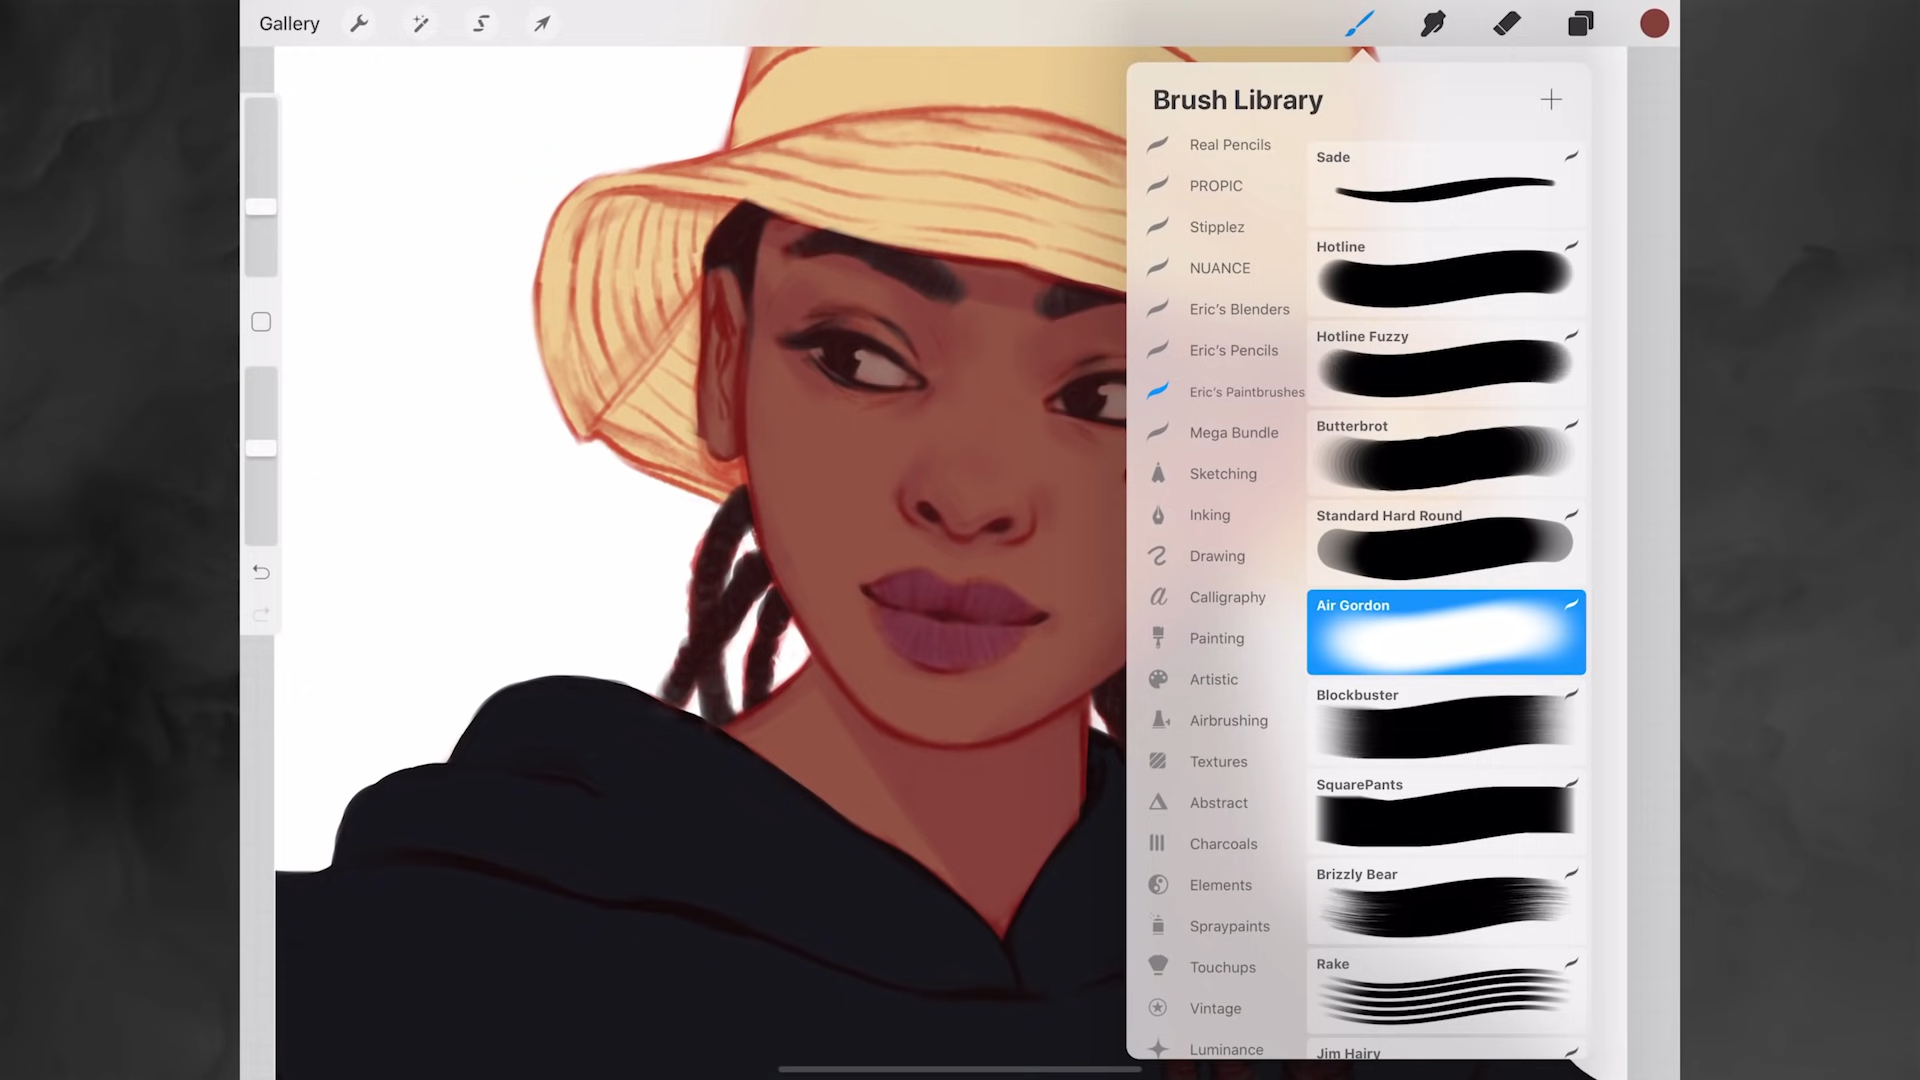 Gallery
Brush Library
Real Pencils
PROPIC
Stipplez
NUANCE
Eric's Blenders
Eric's Pencils
Eric's Paintbrushes
Mega Bundle
Sketching
Inking
Drawing
Calligraphy
Painting
Artistic
Airbrushing
Textures
Abstract
Charcoals
Elements
Spraypaints
Touchups
Vintage
Luminance
Sade
Hotline
Hotline Fuzzy
Butterbrot
Standard Hard Round
Air Gordon
Blockbuster
SquarePants
Brizzly Bear
Rake
Jim Hairy